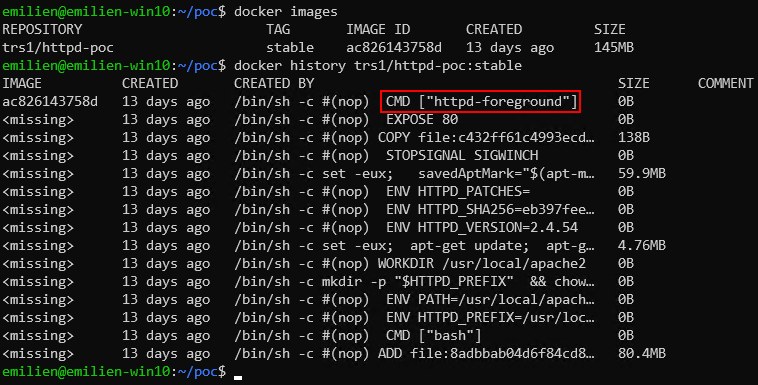 emilien@emilien-win10:~/poc$ docker images
REPOSITORY TAG IMAGE ID CREATED SIZE
trs1/httpd-poc stable ac826143758d 13 days ago 145MB
emilien@emilien-win10:~/poc$ docker history trs1/httpd-poc:stable
IMAGE CREATED CREATED BY SIZE COMMENT
ac826143758d 13 days ago /bin/sh -c #(nop) CMD ["httpd-foreground"] 0B
<missing> 13 days ago /bin/sh -c #(nop) EXPOSE 80 0B
<missing> 13 days ago /bin/sh -c #(nop) COPY file:c432ff61c4993ecd… 138B
<missing> 13 days ago /bin/sh -c #(nop) STOPSIGNAL SIGWINCH 0B
<missing> 13 days ago /bin/sh -c set -eux; savedAptMark="$(apt-m… 59.9MB
<missing> 13 days ago /bin/sh -c #(nop) ENV HTTPD_PATCHES= 0B
<missing> 13 days ago /bin/sh -c #(nop) ENV HTTPD_SHA256=eb397fee… 0B
<missing> 13 days ago /bin/sh -c #(nop) ENV HTTPD_VERSION=2.4.54 0B
<missing> 13 days ago /bin/sh -c set -eux; apt-get update; apt-g… 4.76MB
<missing> 13 days ago /bin/sh -c #(nop) WORKDIR /usr/local/apache2 0B
<missing> 13 days ago /bin/sh -c mkdir -p "$HTTPD_PREFIX" && chow… 0B
<missing> 13 days ago /bin/sh -c #(nop) ENV PATH=/usr/local/apach… 0B
<missing> 13 days ago /bin/sh -c #(nop) ENV HTTPD_PREFIX=/usr/loc… 0B
<missing> 13 days ago /bin/sh -c #(nop) CMD ["bash"] 0B
<missing> 13 days ago /bin/sh -c #(nop) ADD file:8adbbab04d6f84cd8… 80.4MB
emilien@emilien-win10:~/poc$